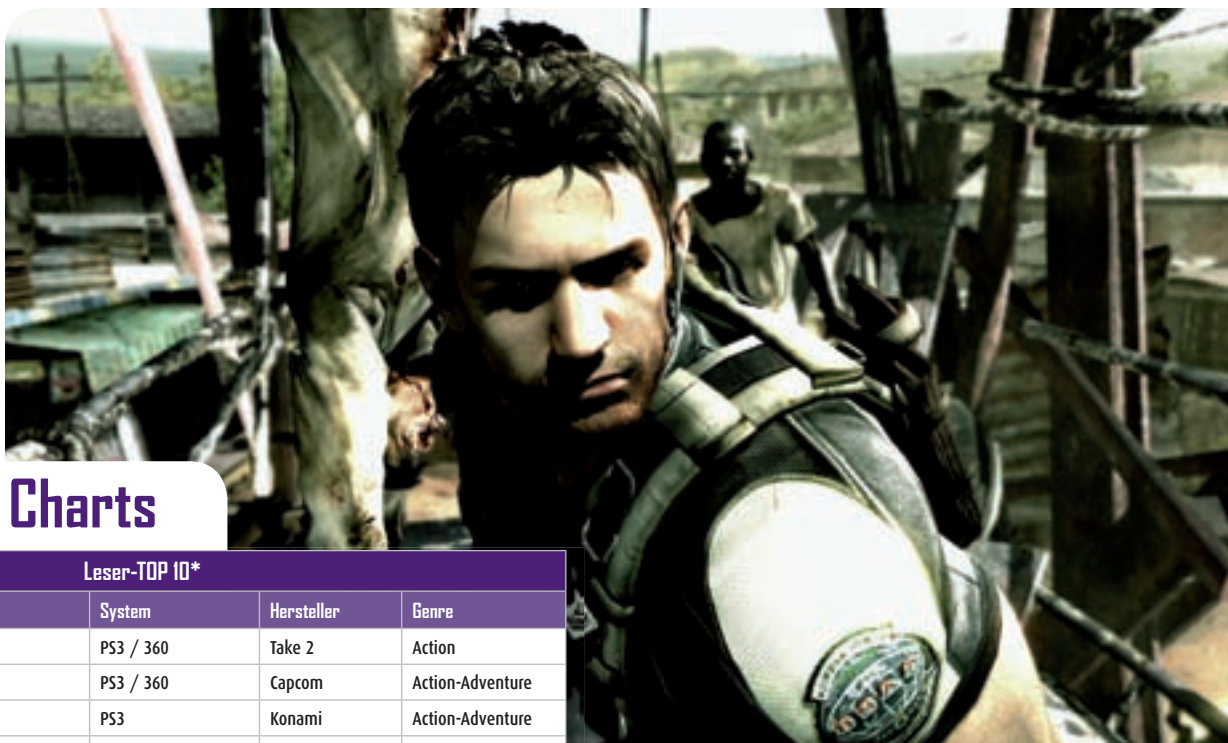 Charts
Leser-TOP 10*
System Hersteller Genre
PS3 / 360 Take 2 Action
PS3 / 360 Capcom Action-Adventure
PS3 Konami Action-Adventure